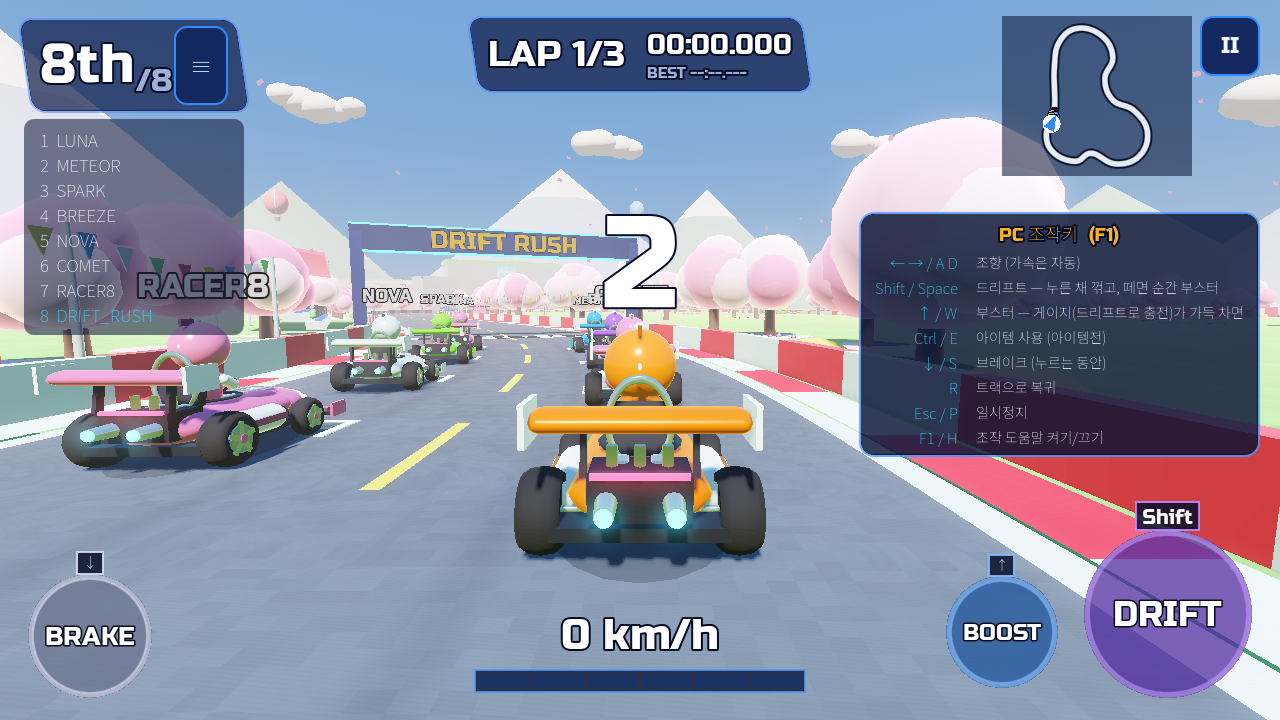 8th/8
LAP 1/3
00:00.000
BEST --:--.---
II
1 LUNA
2 METEOR
3 SPARK
4 BREEZE
5 NOVA
6 COMET
7 RACER8
8 DRIFT RUSH
RACER8
DRIFT RUSH
2
NOVA
PC 조작키 (F1)
← → / A D 조향 (가속은 자동)
Shift / Space 드리프트 — 누른 채 꺾고, 떼면 순간 부스터
↑ / W 부스터 — 게이지(드리프트로 충전)가 가득 차면
Ctrl / E 아이템 사용 (아이템전)
↓ / S 브레이크 (누르는 동안)
R 트랙으로 복귀
Esc / P 일시정지
F1 / H 조작 도움말 켜기/끄기
Shift
↓
↑
BRAKE
BOOST
DRIFT
0 km/h